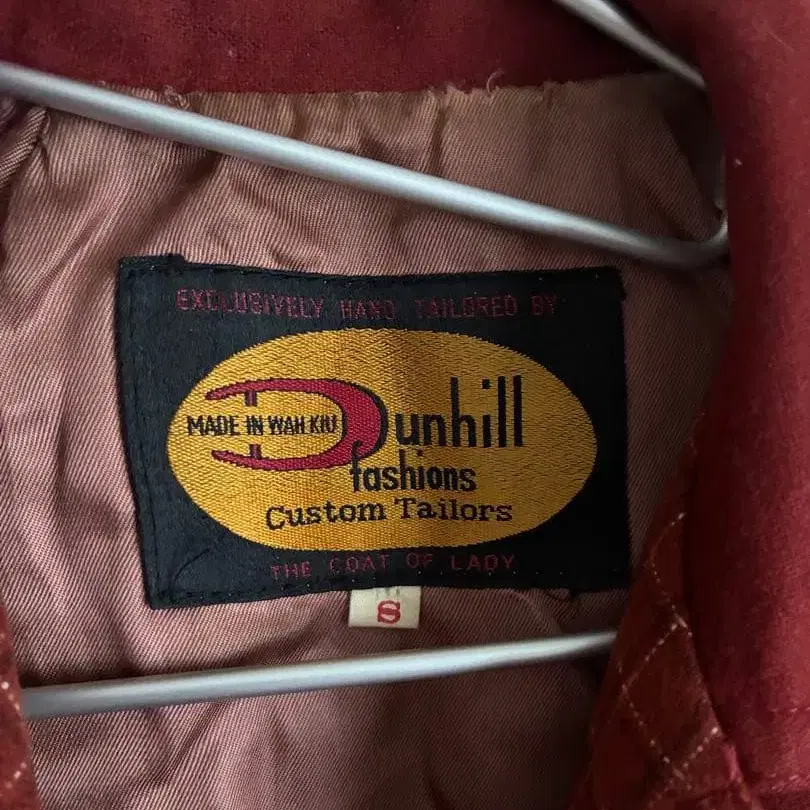 EXCLUSIVELY HAND TAILORED BY
MADE IN WAH KIU
Dunhill
fashions
Custom Tailors
THE COAT OF LADY
S